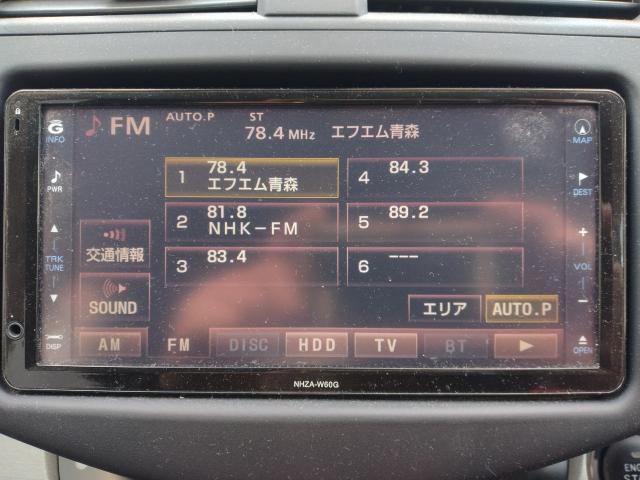 G
INFO
PWR
TRK
TUNE
DISP
FM
AUTO.P
ST
78.4 MHz エフエム青森
1 78.4
エフエム青森
2 81.8
NHK-FM
3 83.4
4 84.3
5 89.2
6 ---
交通情報
SOUND
エリア
AUTO.P
AM
FM
DISC
HDD
TV
BT
MAP
DEST
+
VOL
-
OPEN
NHZA-W60G